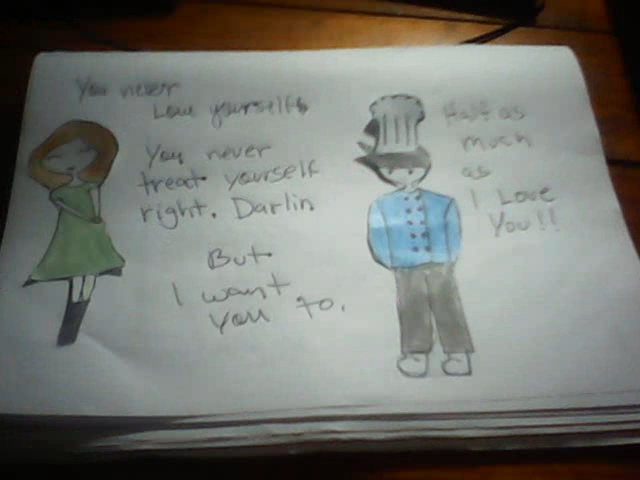 You never
Love yourself
Half as
much
as
I Love
You!!
You never
treat yourself
right. Darlin
But
I want
you to.